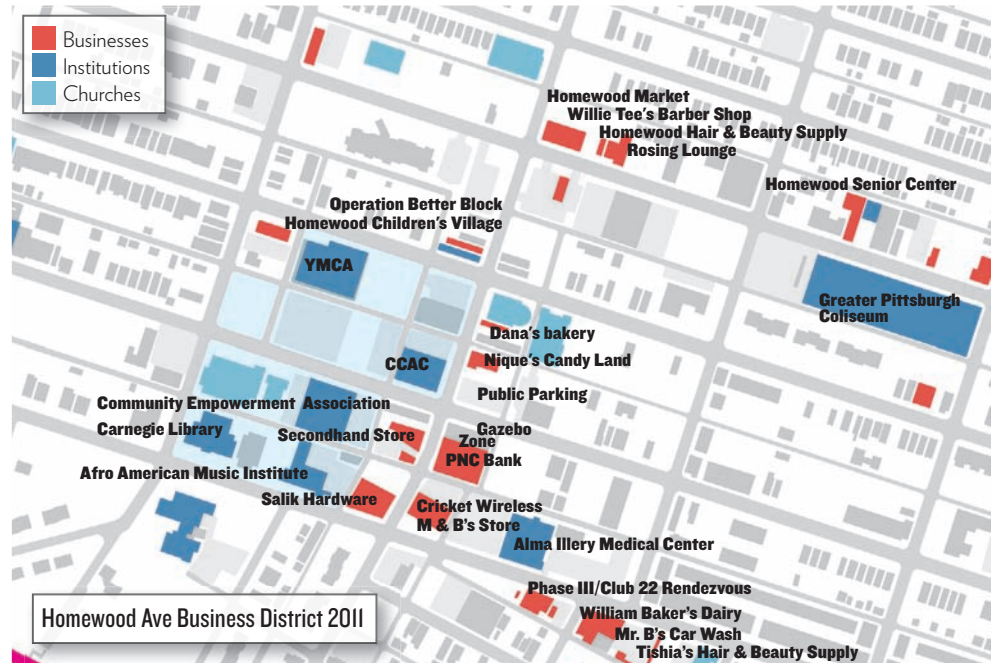 Businesses
Institutions
Churches
Homewood Market
Willie Tee's Barber Shop
Homewood Hair & Beauty Supply
Rosing Lounge
Homewood Senior Center
Operation Better Block
Homewood Children's Village
YMCA
Greater Pittsburgh
Coliseum
Dana's bakery
CCAC
Nique's Candy Land
Public Parking
Community Empowerment Association
Carnegie Library
Secondhand Store
Gazebo
Zone
PNC Bank
Afro American Music Institute
Salik Hardware
Cricket Wireless
M & B's Store
Alma Illery Medical Center
Phase III/Club 22 Rendezvous
William Baker's Dairy
Mr. B's Car Wash
Tishia's Hair & Beauty Supply
Homewood Ave Business District 2011